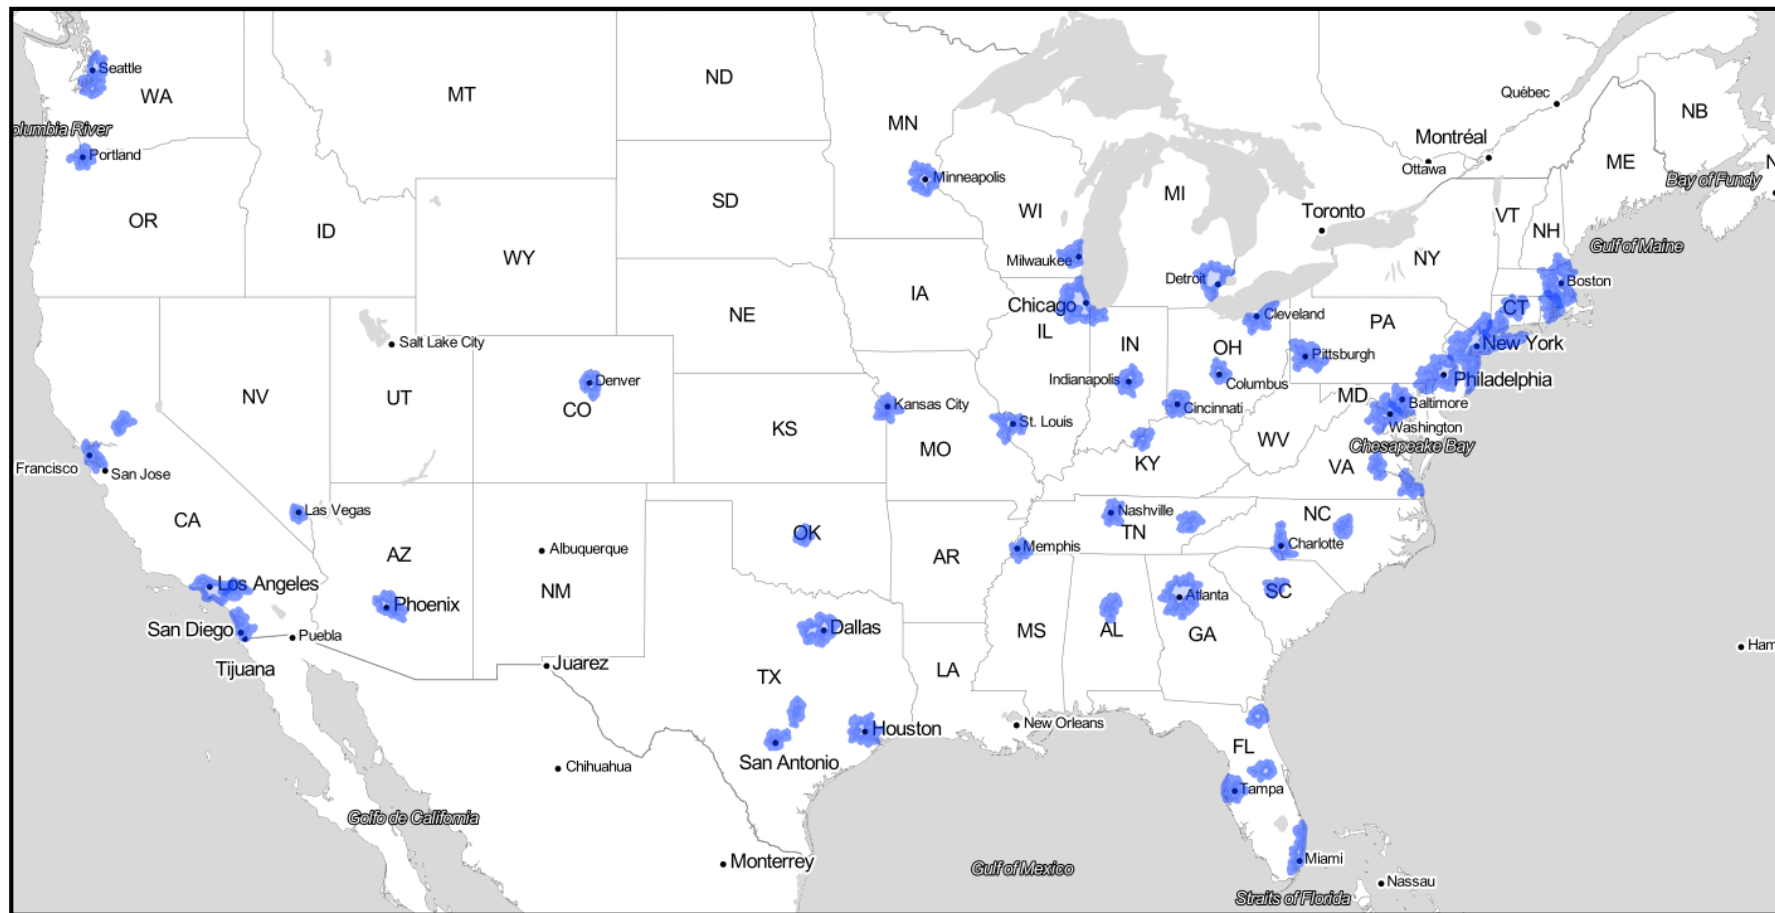 Québec
Seattle
ND
WA
MT
NB
MN
olumbia River
Montréal
Portland
Ottawa
ME
N
Minneapolis
Bay of Fundy
SD
MI
OR
WI
Toronto
VT
ID
NH
WY
NY
Gulf of Maine
Milwaukee
Detroit
Boston
IA
Chicago
CT
NE
Cleveland
IL
IN
PA
Salt Lake City
OH
New York
Pittsburgh
Denver
Indianapolis
Columbus
Philadelphia
NV
UT
CO
MD
Kansas City
Cincinnati
Baltimore
St. Louis
Washington
KS
WV
Chesapeake Bay
MO
KY
VA
Francisco
San Jose
Las Vegas
Nashville
NC
CA
OK
TN
Charlotte
AZ
Albuquerque
Memphis
AR
Los Angeles
NM
SC
Phoenix
Atlanta
San Diego
Puebla
Dallas
MS
AL
GA
Ham
Tijuana
Juarez
TX
LA
New Orleans
Houston
FL
San Antonio
Chihuahua
Tampa
Golfo de California
Monterrey
Miami
Gulf of Mexico
Nassau
Straits of Florida